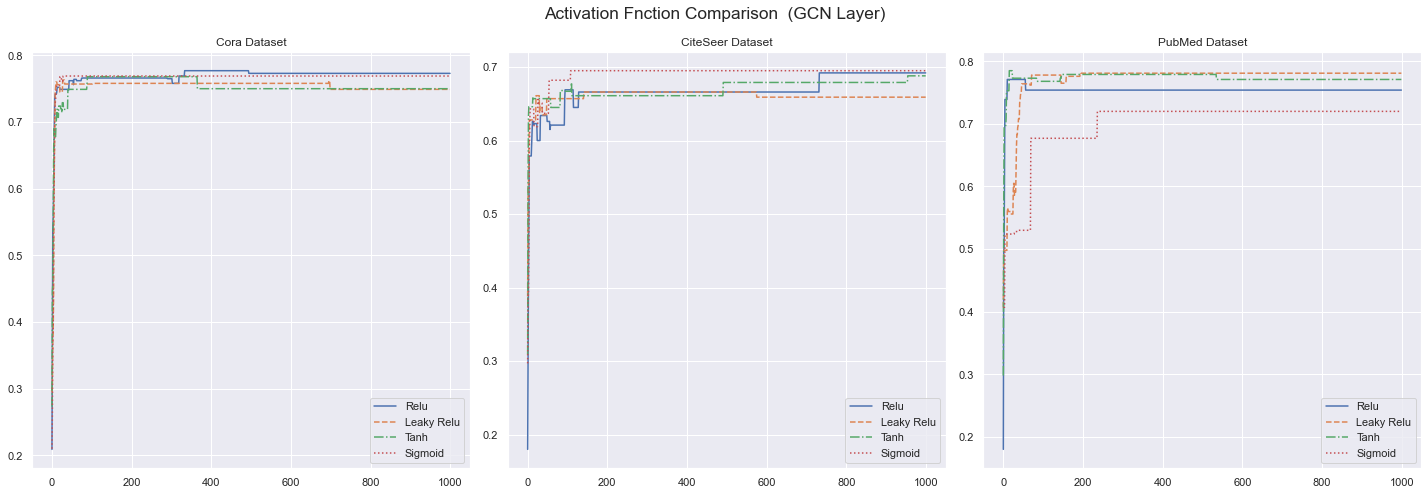 Activation Fnction Comparison  (GCN Layer)
Cora Dataset
0.8
0.7
0.6
0.5
0.4
0.3
0.2
0 200 400 600 800 1000
Relu
Leaky Relu
Tanh
Sigmoid
CiteSeer Dataset
0.7
0.6
0.5
0.4
0.3
0.2
0 200 400 600 800 1000
Relu
Leaky Relu
Tanh
Sigmoid
PubMed Dataset
0.8
0.7
0.6
0.5
0.4
0.3
0.2
0 200 400 600 800 1000
Relu
Leaky Relu
Tanh
Sigmoid